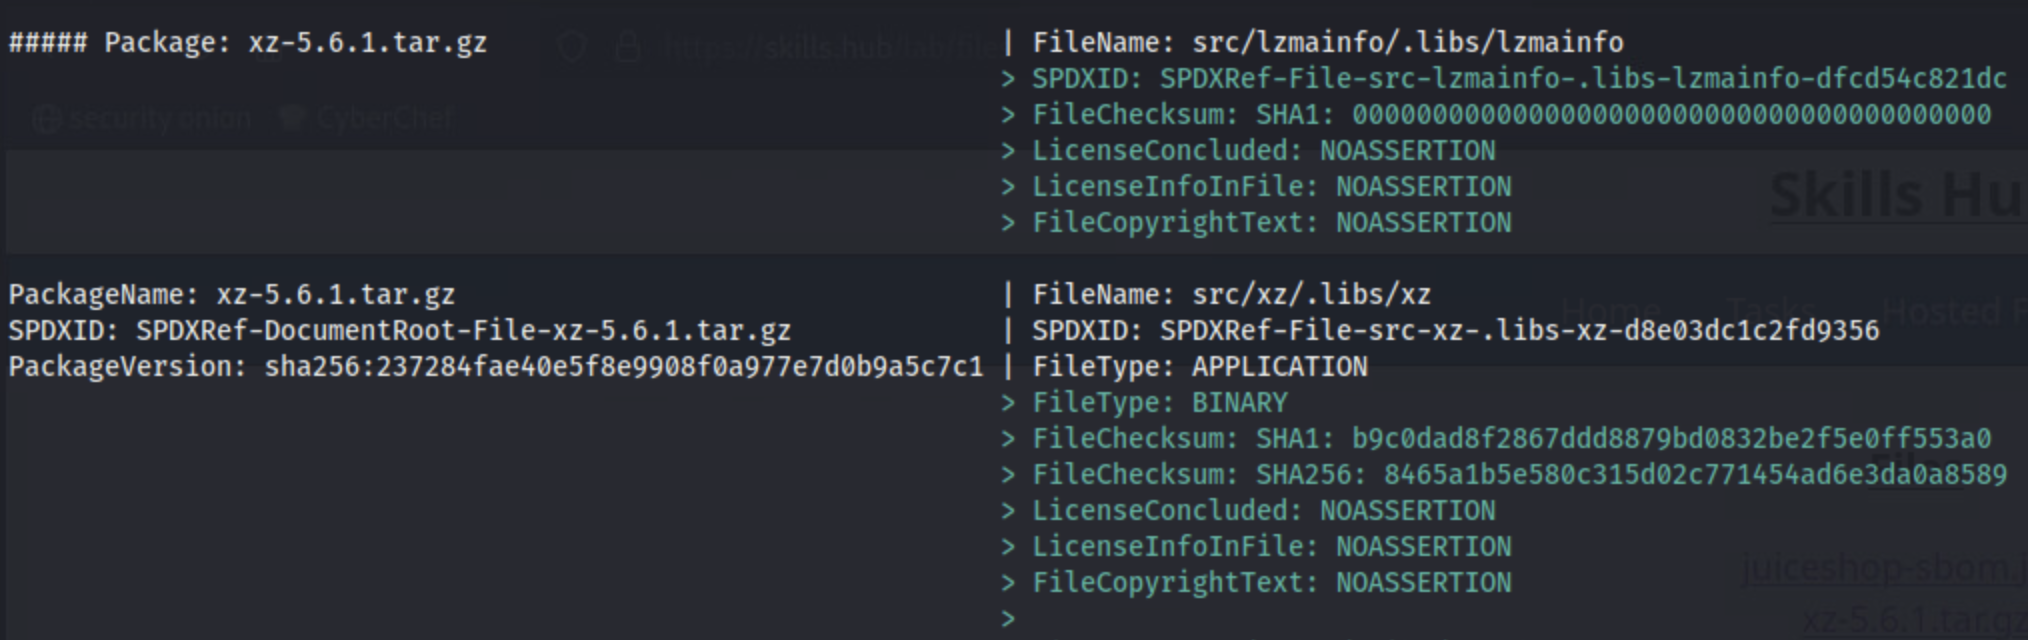 ##### Package: xz-5.6.1.tar.gz | FileName: src/lzmainfo/.libs/lzmainfo
https://skills.hub/lab/file
> SPDXID: SPDXRef-File-src-lzmainfo-.libs-lzmainfo-dfcd54c821dc
security onion CyberChef
> FileChecksum: SHA1: 0000000000000000000000000000000000000000
> LicenseConcluded: NOASSERTION
> LicenseInfoInFile: NOASSERTION
Skills Hu
> FileCopyrightText: NOASSERTION
PackageName: xz-5.6.1.tar.gz | FileName: src/xz/.libs/xz
Home Tasks Hosted
SPDXID: SPDXRef-DocumentRoot-File-xz-5.6.1.tar.gz | SPDXID: SPDXRef-File-src-xz-.libs-xz-d8e03dc1c2fd9356
PackageVersion: sha256:237284fae40e5f8e9908f0a977e7d0b9a5c7c1 | FileType: APPLICATION
> FileType: BINARY
> FileChecksum: SHA1: b9c0dad8f2867ddd8879bd0832be2f5e0ff553a0
> FileChecksum: SHA256: 8465a1b5e580c315d02c771454ad6e3da0a8589
Files
> LicenseConcluded: NOASSERTION
> LicenseInfoInFile: NOASSERTION
> FileCopyrightText: NOASSERTION
juiceshop-sbom.j
>
xz-5.6.1.tar.gz